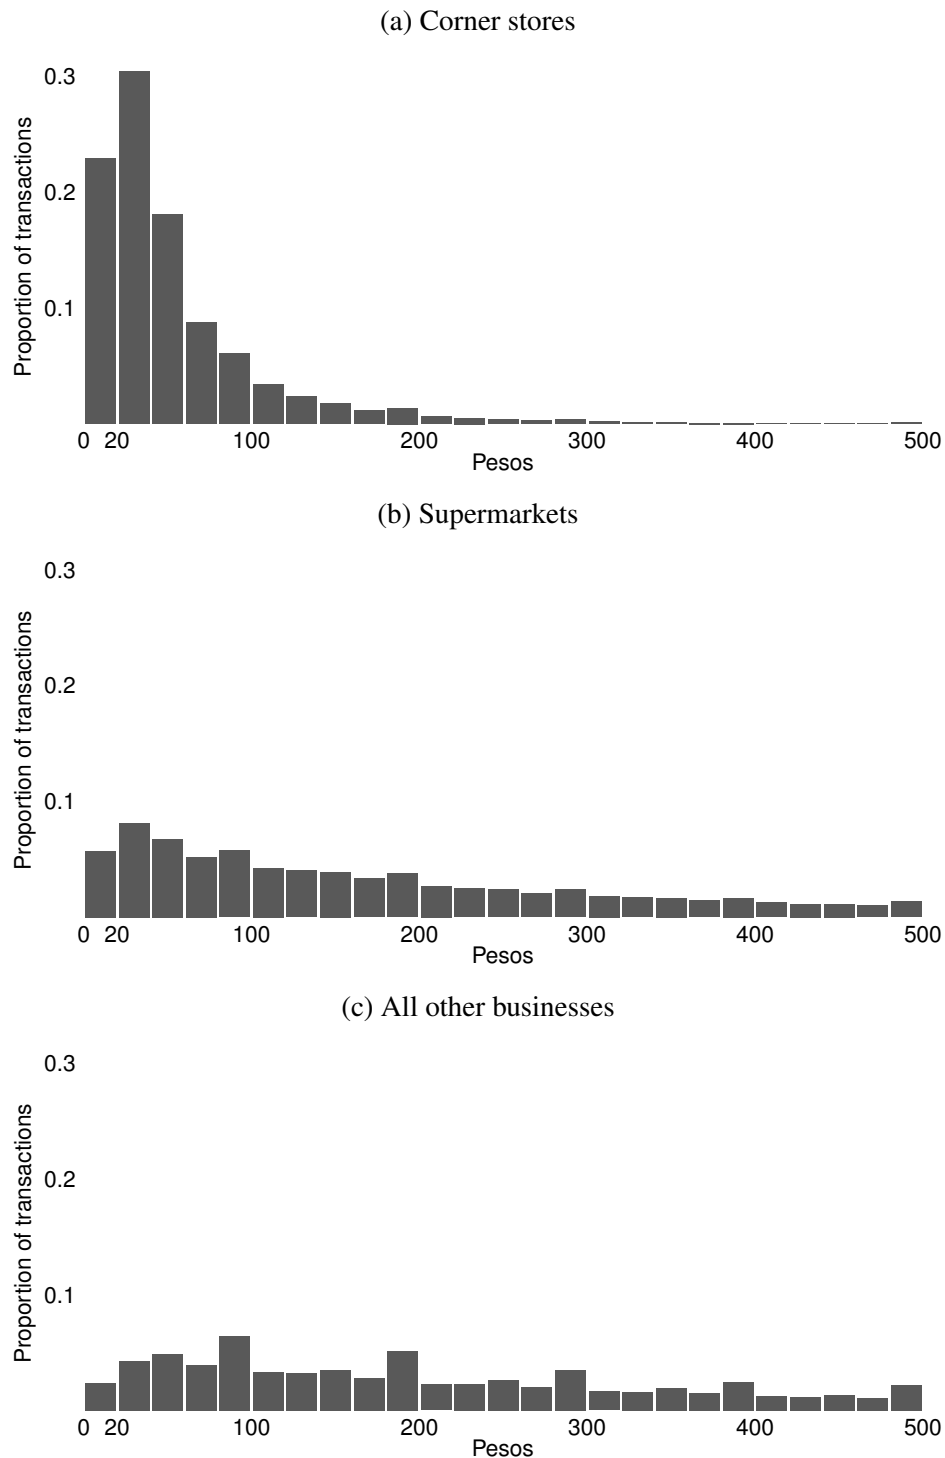 (a) Corner stores
0.3
0.2
0.1
Proportion of transactions
0 20 100 200 300 400 500
Pesos
(b) Supermarkets
0.3
0.2
0.1
Proportion of transactions
0 20 100 200 300 400 500
Pesos
(c) All other businesses
0.3
0.2
0.1
Proportion of transactions
0 20 100 200 300 400 500
Pesos